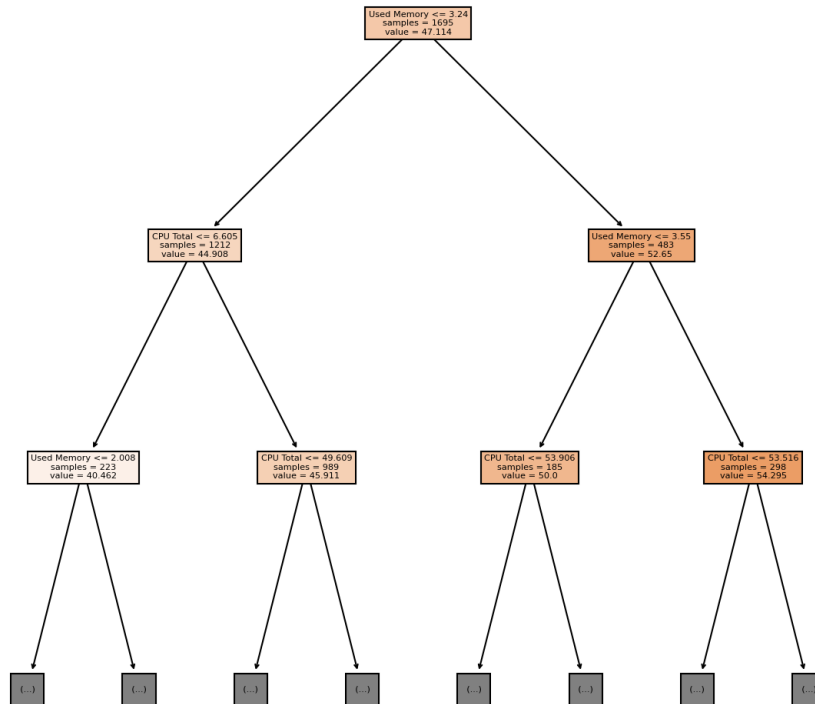 Used Memory <= 3.24
samples = 1695
value = 47.114
CPU Total <= 6.605
samples = 1212
value = 44.908
Used Memory <= 3.55
samples = 483
value = 52.65
Used Memory <= 2.008
samples = 223
value = 40.462
CPU Total <= 49.609
samples = 989
value = 45.911
CPU Total <= 53.906
samples = 185
value = 50.0
CPU Total <= 53.516
samples = 298
value = 54.295
(...)
(...)
(...)
(...)
(...)
(...)
(...)
(...)